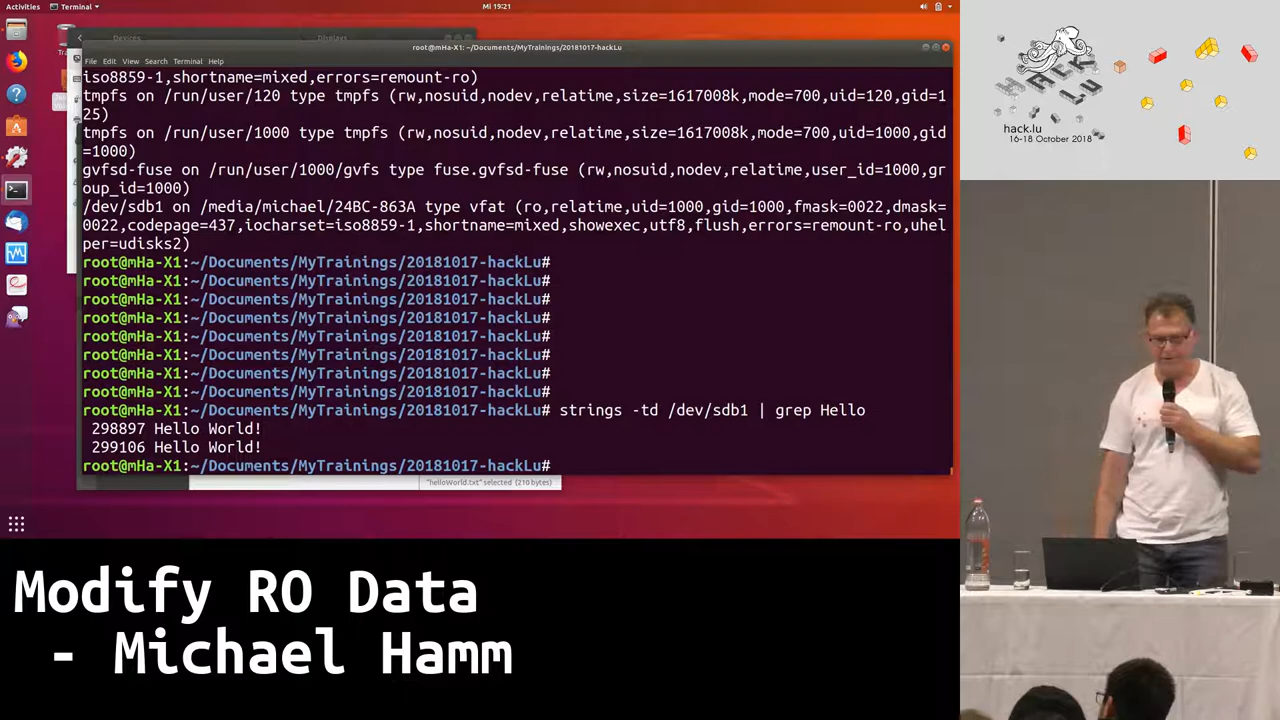 Activities
Terminal
Mi 19:21
Devices
Displays
root@mHa-X1: ~/Documents/MyTrainings/20181017-hackLu
File Edit View Search Terminal Help
iso8859-1,shortname=mixed,errors=remount-ro)
tmpfs on /run/user/120 type tmpfs (rw,nosuid,nodev,relatime,size=1617008k,mode=700,uid=120,gid=1
25)
tmpfs on /run/user/1000 type tmpfs (rw,nosuid,nodev,relatime,size=1617008k,mode=700,uid=1000,gid
=1000)
gvfsd-fuse on /run/user/1000/gvfs type fuse.gvfsd-fuse (rw,nosuid,nodev,relatime,user_id=1000,gr
oup_id=1000)
/dev/sdb1 on /media/michael/24BC-863A type vfat (ro,relatime,uid=1000,gid=1000,fmask=0022,dmask=
0022,codepage=437,iocharset=iso8859-1,shortname=mixed,showexec,utf8,flush,errors=remount-ro,uhel
per=udisks2)
root@mHa-X1:~/Documents/MyTrainings/20181017-hackLu#
root@mHa-X1:~/Documents/MyTrainings/20181017-hackLu#
root@mHa-X1:~/Documents/MyTrainings/20181017-hackLu#
root@mHa-X1:~/Documents/MyTrainings/20181017-hackLu#
root@mHa-X1:~/Documents/MyTrainings/20181017-hackLu#
root@mHa-X1:~/Documents/MyTrainings/20181017-hackLu#
root@mHa-X1:~/Documents/MyTrainings/20181017-hackLu#
root@mHa-X1:~/Documents/MyTrainings/20181017-hackLu#
root@mHa-X1:~/Documents/MyTrainings/20181017-hackLu# strings -td /dev/sdb1 | grep Hello
298897 Hello World!
299106 Hello World!
root@mHa-X1:~/Documents/MyTrainings/20181017-hackLu#
"helloWorld.txt" selected (210 bytes)
Modify RO Data
- Michael Hamm
HACK
LU
hack.lu
16-18 October 2018